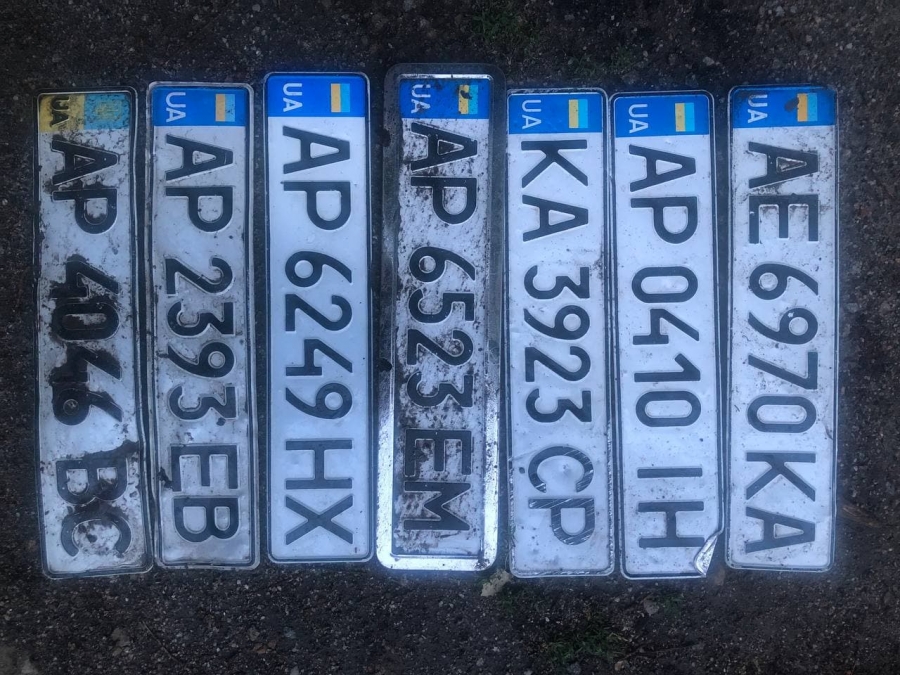 UA
AP 4046 BC
UA
AP 2393 EB
UA
AP 6249 HX
UA
AP 6523 EM
UA
KA 3923 CP
UA
AP 0410 IH
UA
AE 6970 KA